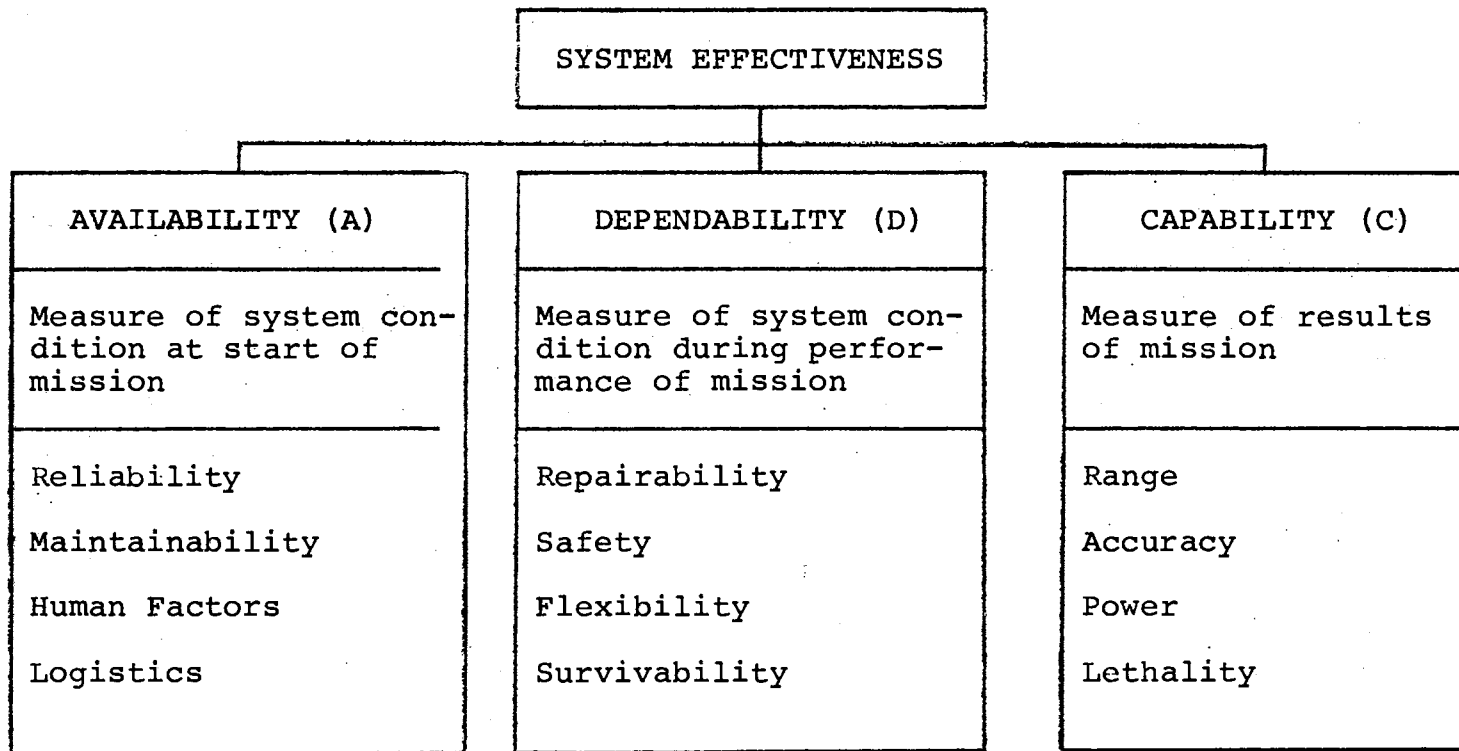 SYSTEM EFFECTIVENESS
AVAILABILITY (A)
Measure of system con-
dition at start of
mission
Reliability
Maintainability
Human Factors
Logistics
DEPENDABILITY (D)
Measure of system con-
dition during perfor-
mance of mission
Repairability
Safety
Flexibility
Survivability
CAPABILITY (C)
Measure of results
of mission
Range
Accuracy
Power
Lethality